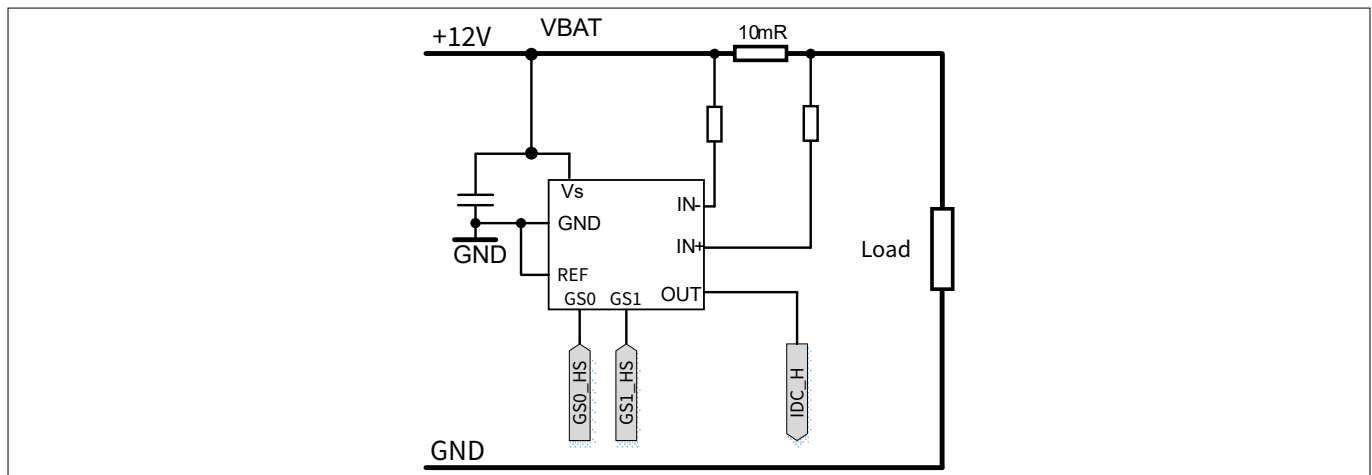 +12V
VBAT
10mR
Vs
IN-
GND
GND
IN+
Load
REF
GS0 GS1
OUT
GS0_HS
GS1_HS
IDC_H
GND